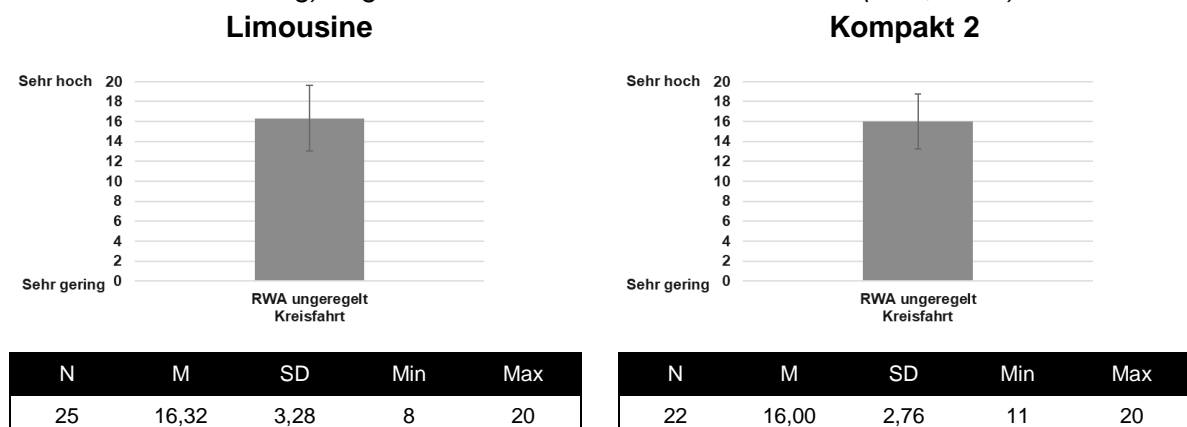 Limousine
Sehr hoch 20
18
16
14
12
10
8
6
4
2
Sehr gering 0
RWA ungeregelt
Kreisfahrt
N M SD Min Max
25 16,32 3,28 8 20
Kompakt 2
Sehr hoch 20
18
16
14
12
10
8
6
4
2
Sehr gering 0
RWA ungeregelt
Kreisfahrt
N M SD Min Max
22 16,00 2,76 11 20